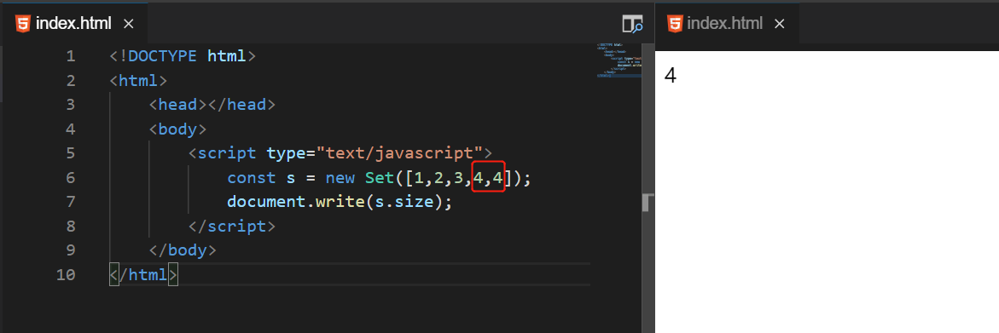 index.html ×
1 <!DOCTYPE html>
2 <html>
3     <head></head>
4     <body>
5         <script type="text/javascript">
6             const s = new Set([1,2,3,4,4]);
7             document.write(s.size);
8         </script>
9     </body>
10 </html>
index.html ×
4